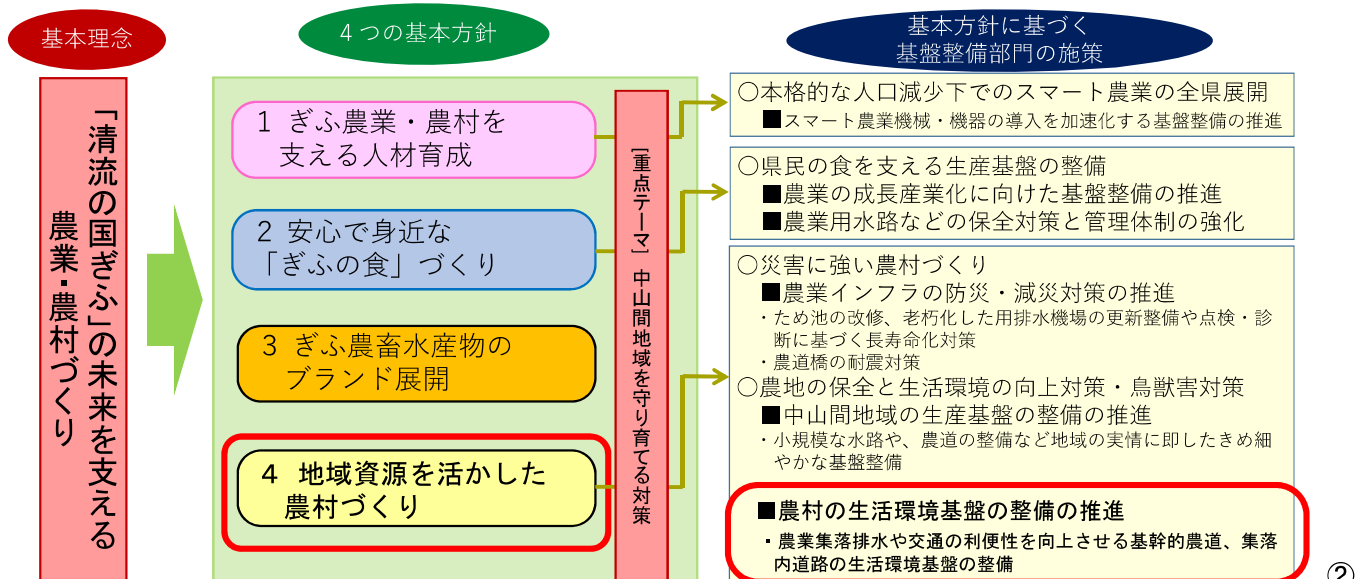 基本理念
「清流の国ぎふ」の未来を支える
農業・農村づくり
4つの基本方針
1 ぎふ農業・農村を
支える人材育成
2 安心で身近な
「ぎふの食」づくり
3 ぎふ農畜水産物の
ブランド展開
4 地域資源を活かした
農村づくり
[重点テーマ] 中山間地域を守り育てる対策
基本方針に基づく
基盤整備部門の施策
○本格的な人口減少下でのスマート農業の全県展開
■スマート農業機械・機器の導入を加速化する基盤整備の推進
○県民の食を支える生産基盤の整備
■農業の成長産業化に向けた基盤整備の推進
■農業用水路などの保全対策と管理体制の強化
○災害に強い農村づくり
■農業インフラの防災・減災対策の推進
・ため池の改修、老朽化した用排水機場の更新整備や点検・診
断に基づく長寿命化対策
・農道橋の耐震対策
○農地の保全と生活環境の向上対策・鳥獣害対策
■中山間地域の生産基盤の整備の推進
・小規模な水路や、農道の整備など地域の実情に即したきめ細
やかな基盤整備
■農村の生活環境基盤の整備の推進
・農業集落排水や交通の利便性を向上させる基幹的農道、集落
内道路の生活環境基盤の整備
②